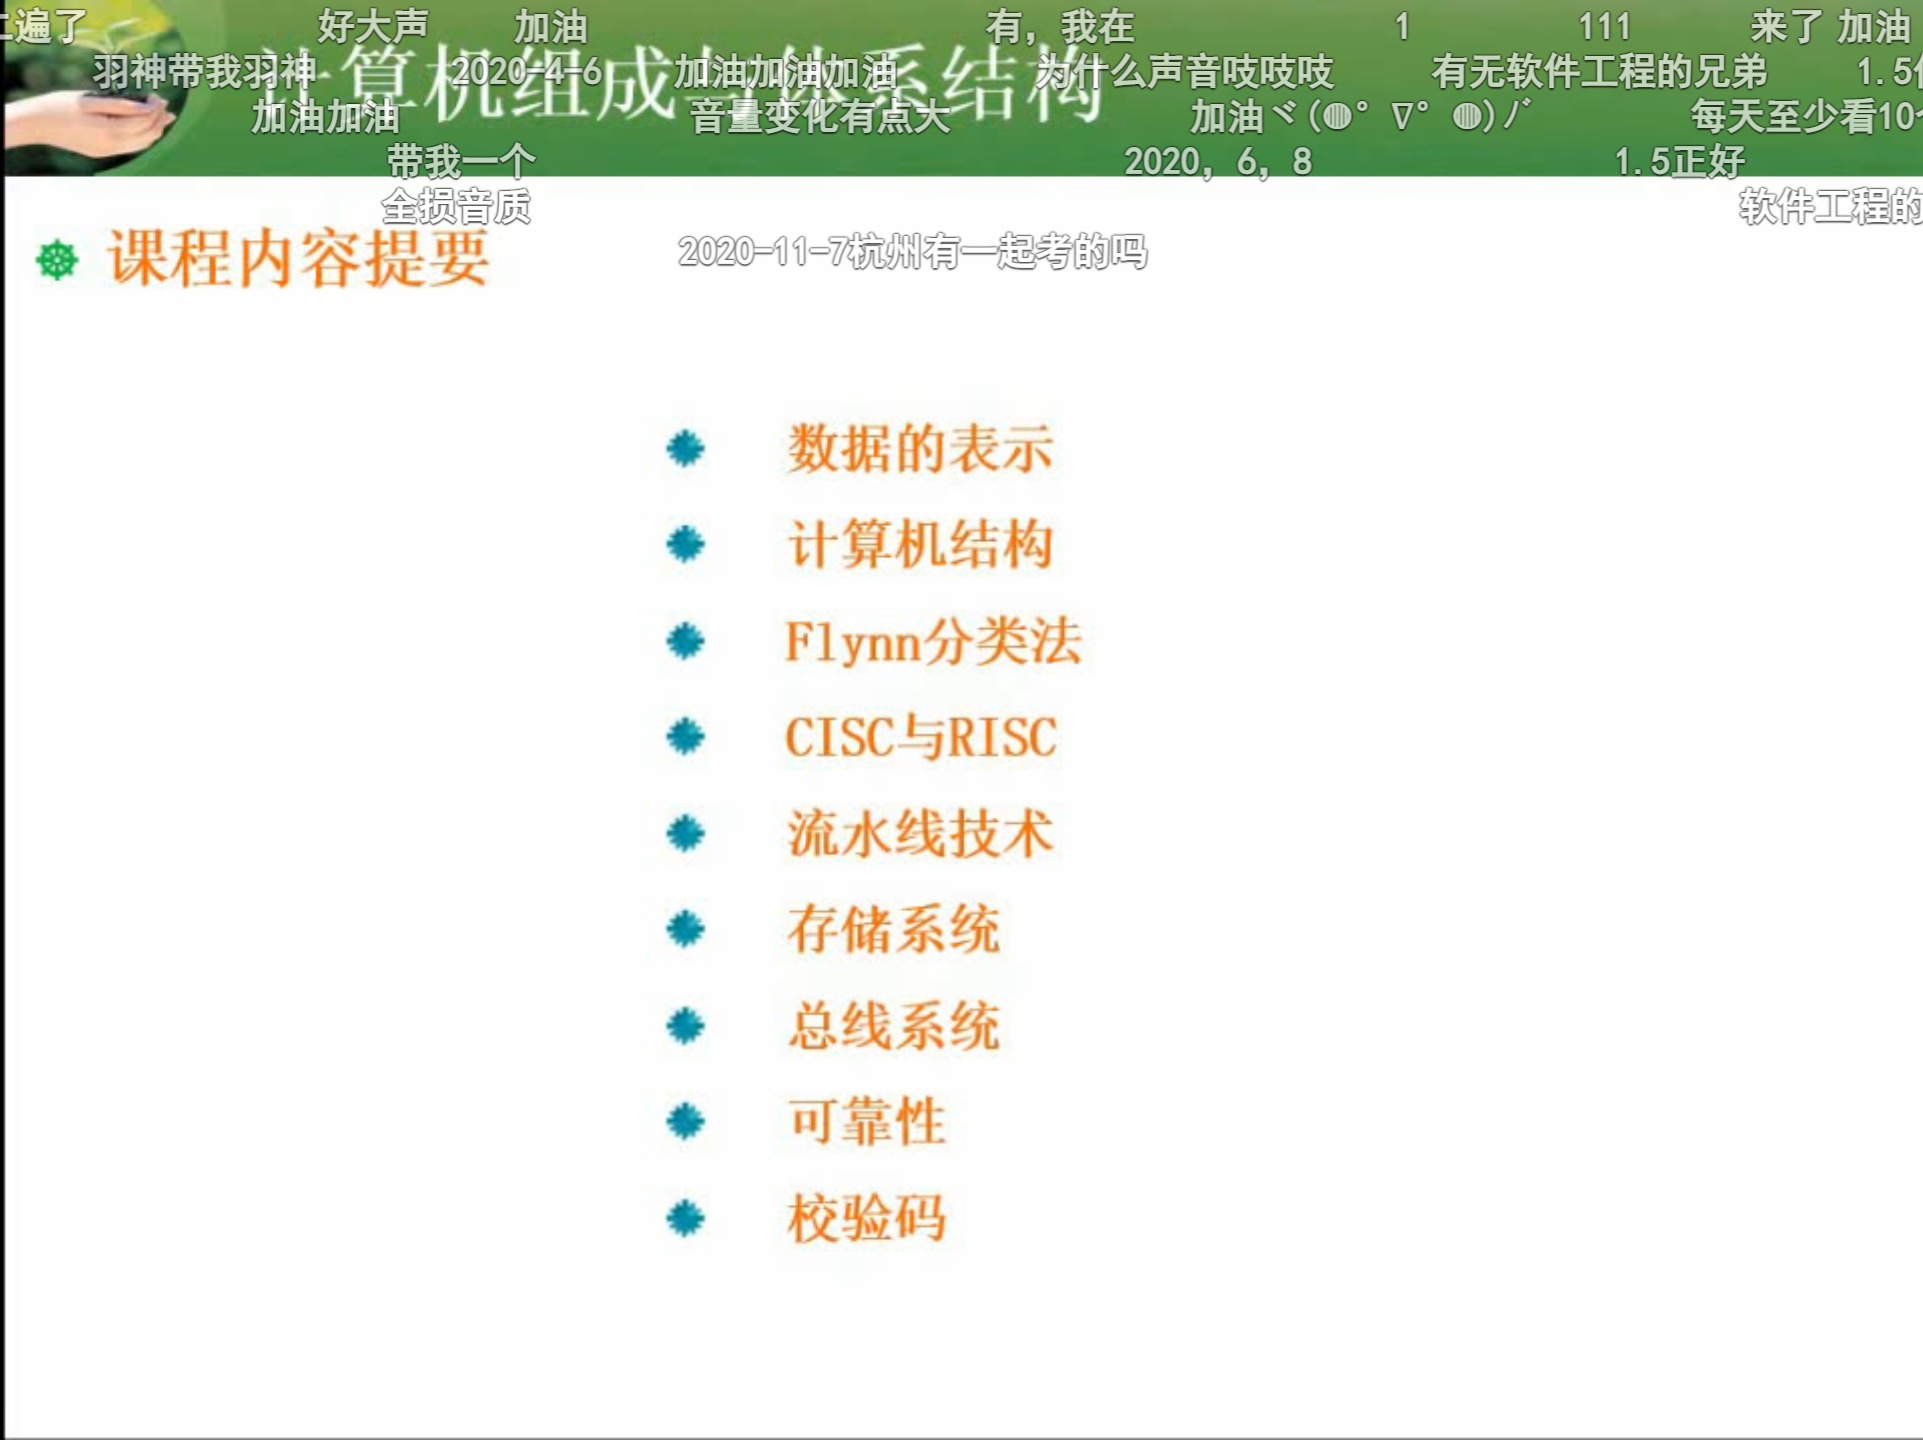 二遍了 好大声 加油 有，我在 1 111 来了 加油
羽神带我羽神 2020-4-6 加油加油加油 为什么声音吱吱吱 有无软件工程的兄弟 1.5
计算机组成与体系结构
加油加油 音量变化有点大 加油ヾ(◍°∇°◍)ﾉﾞ 每天至少看10
带我一个 2020，6，8 1.5正好
全损音质 软件工程的
课程内容提要
2020-11-7杭州有一起考的吗
数据的表示
计算机结构
Flynn分类法
CISC与RISC
流水线技术
存储系统
总线系统
可靠性
校验码